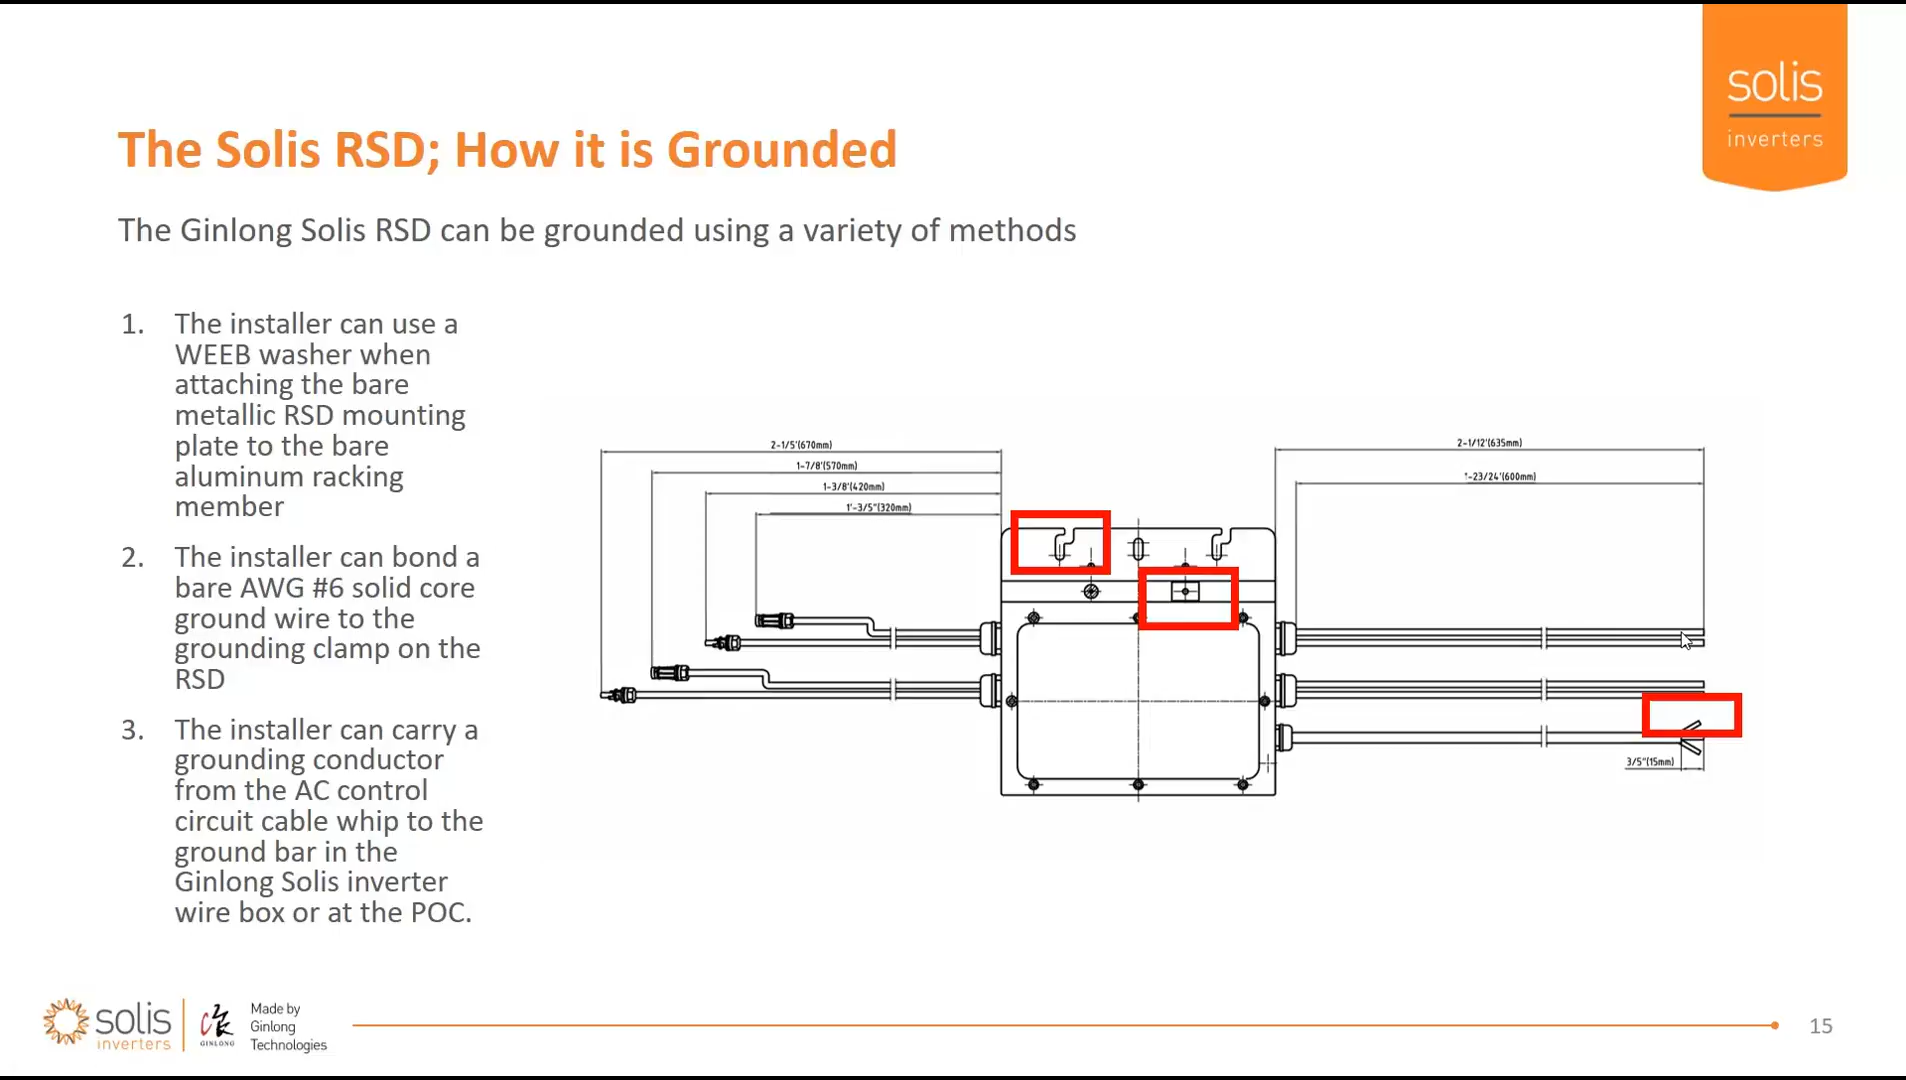 solis
inverters
The Solis RSD; How it is Grounded
The Ginlong Solis RSD can be grounded using a variety of methods
1. The installer can use a
WEEB washer when
attaching the bare
metallic RSD mounting
plate to the bare
aluminum racking
member
2. The installer can bond a
bare AWG #6 solid core
ground wire to the
grounding clamp on the
RSD
3. The installer can carry a
grounding conductor
from the AC control
circuit cable whip to the
ground bar in the
Ginlong Solis inverter
wire box or at the POC.
2-1/5'(670mm)
1-7/8'(570mm)
1-3/8'(420mm)
1'-3/5"(320mm)
2-1/12'(635mm)
'-23/24'(600mm)
3/5"(15mm)
solis
inverters
GINLONG
Made by
Ginlong
Technologies
15